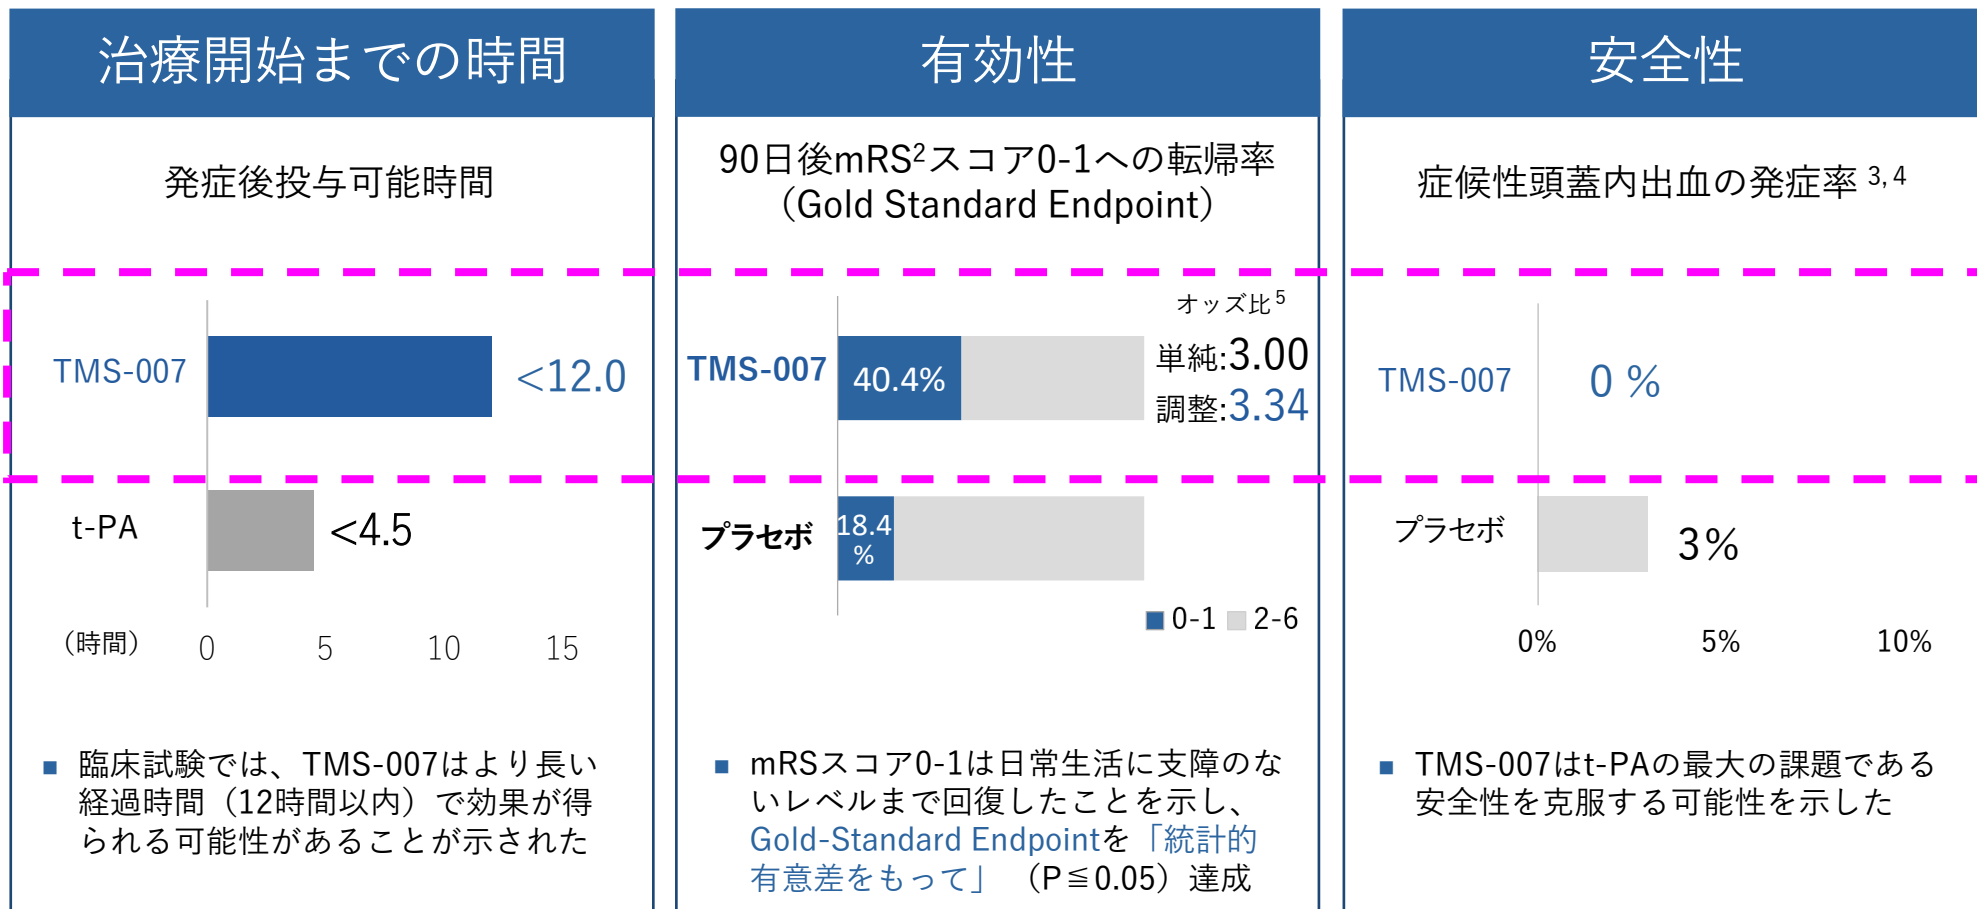 治療開始までの時間
発症後投与可能時間
TMS-007
<12.0
t-PA
<4.5
（時間）
0
5
10
15
■ 臨床試験では、TMS-007はより長い
経過時間（12時間以内）で効果が得
られる可能性があることが示された
有効性
90日後mRS²スコア0-1への転帰率
（Gold Standard Endpoint）
オッズ比⁵
TMS-007
40.4%
単純:3.00
調整:3.34
プラセボ
18.4
%
■ 0-1 ■ 2-6
■ mRSスコア0-1は日常生活に支障のな
いレベルまで回復したことを示し、
Gold-Standard Endpointを「統計的
有意差をもって」（P≦0.05）達成
安全性
症候性頭蓋内出血の発症率 ³,⁴
TMS-007
0 %
プラセボ
3%
0%
5%
10%
■ TMS-007はt-PAの最大の課題である
安全性を克服する可能性を示した